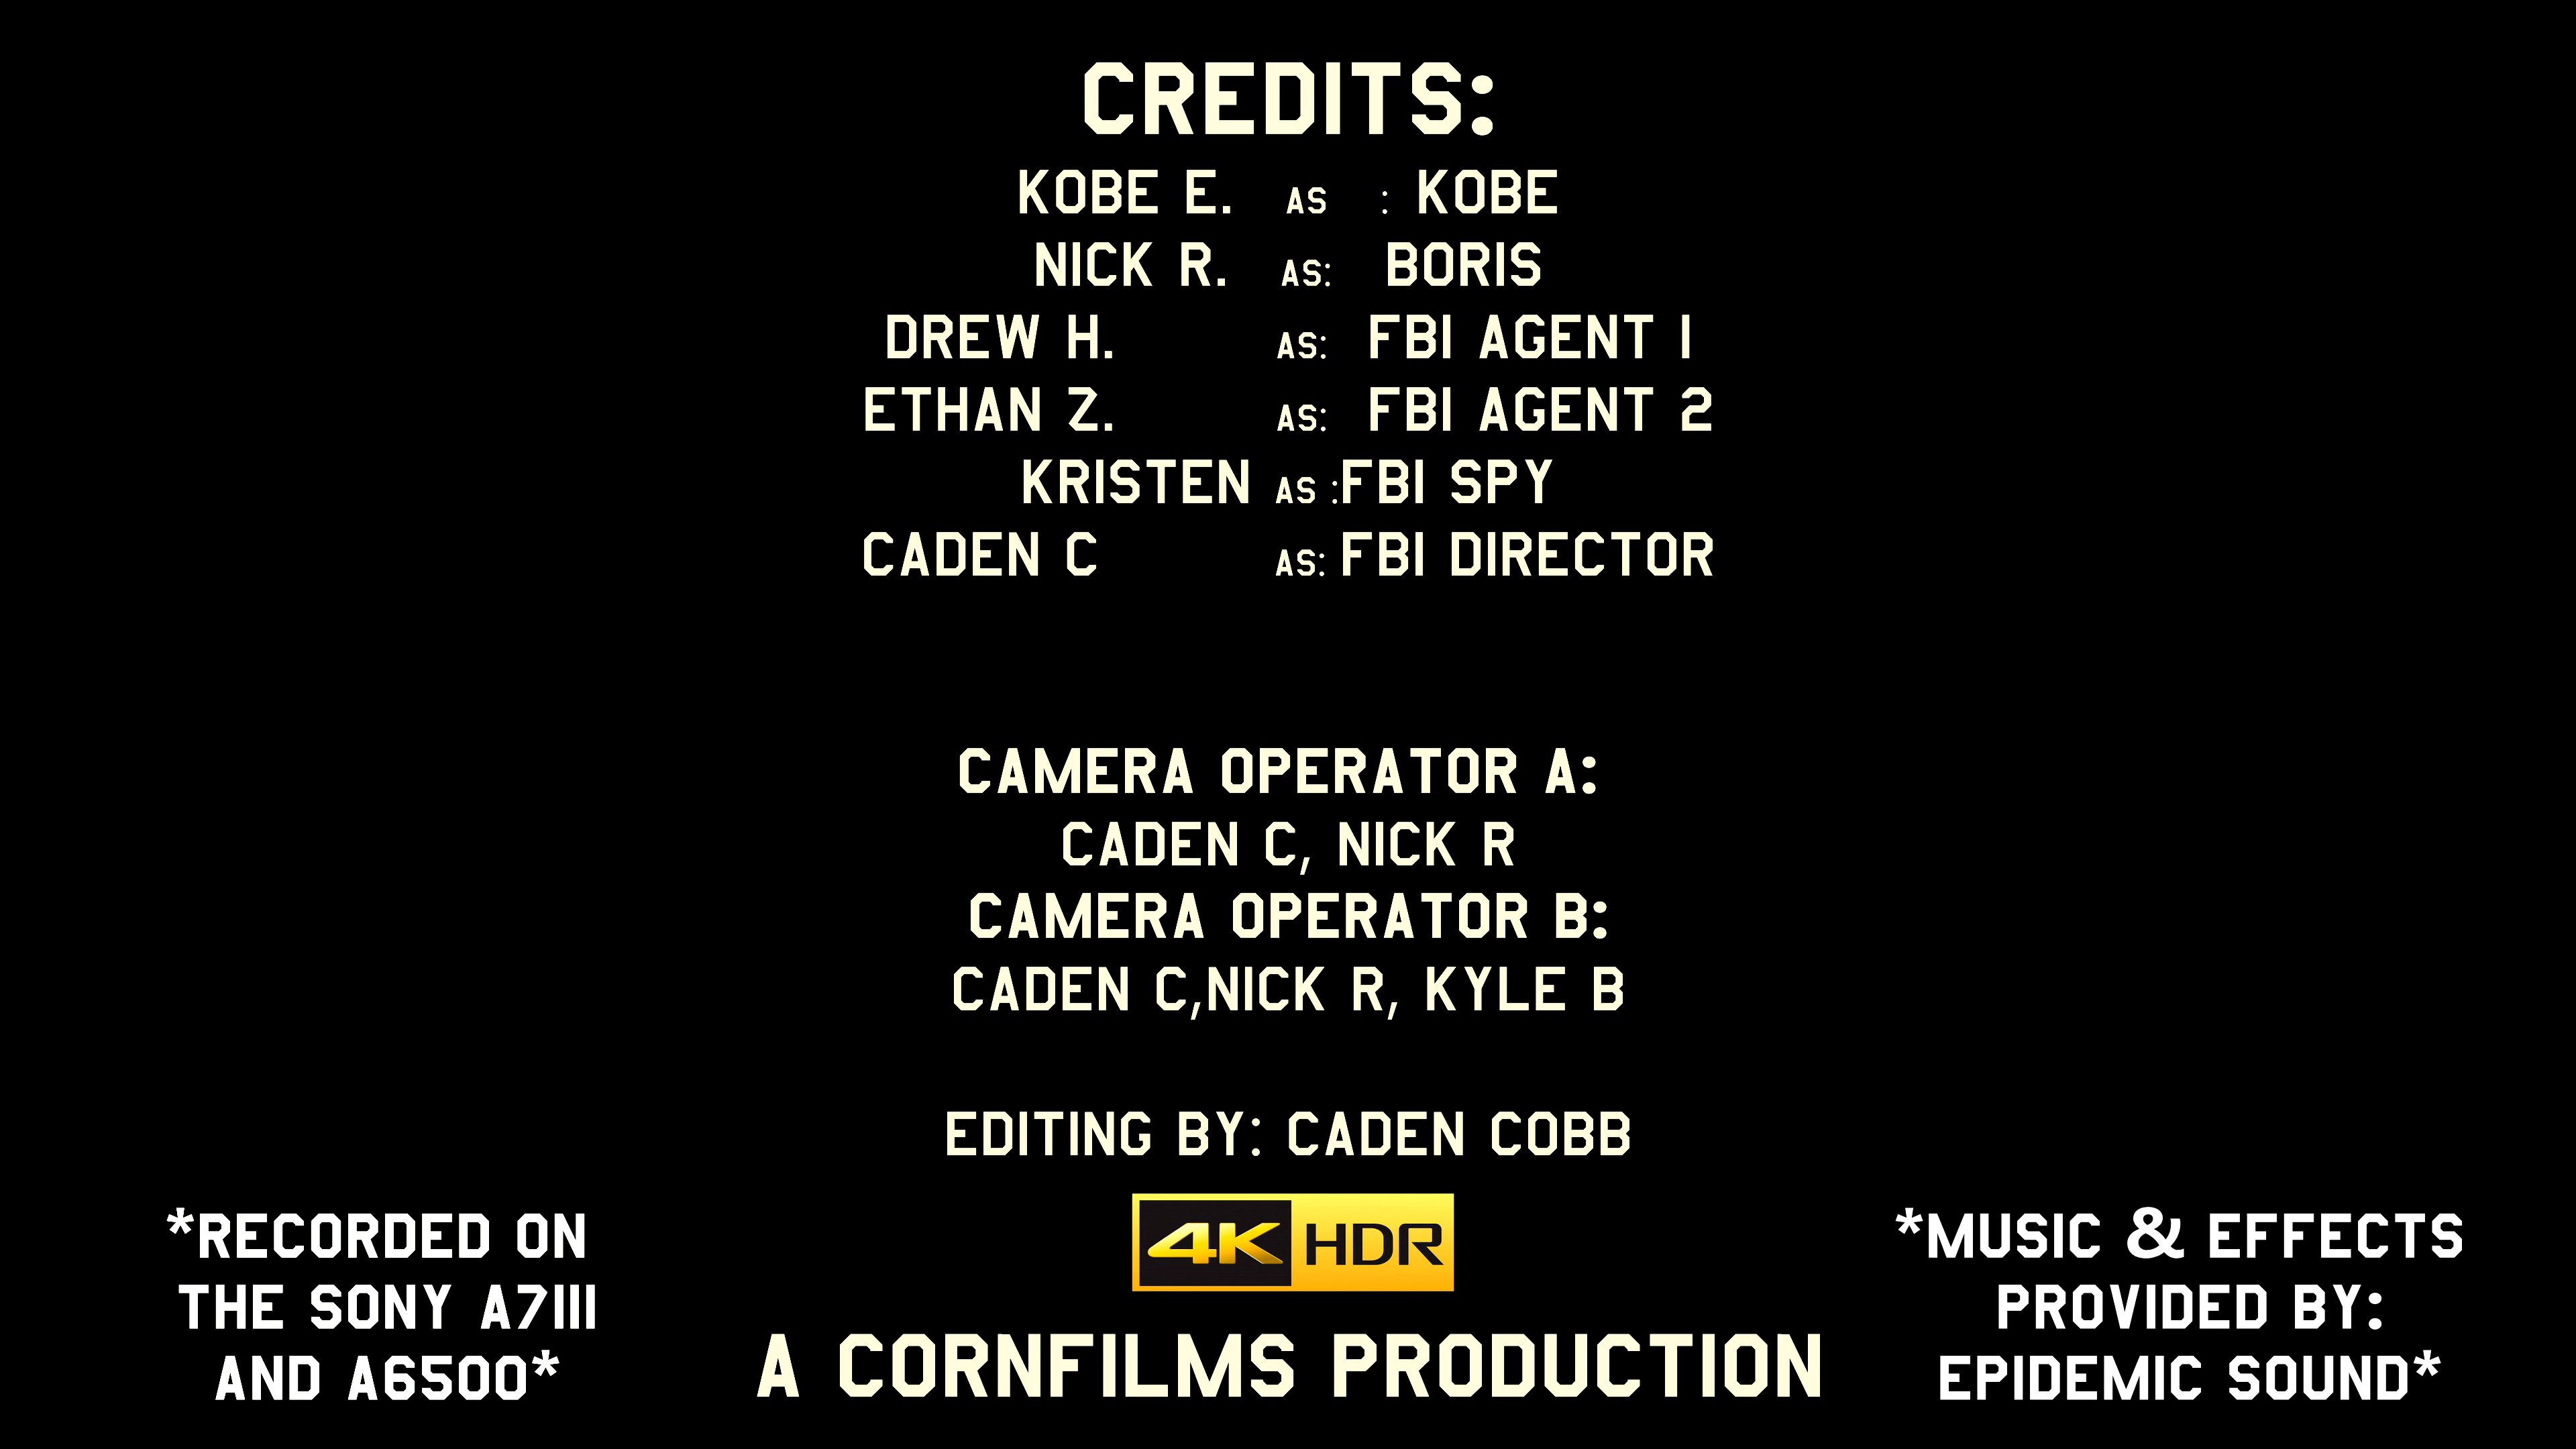 CREDITS:
KOBE E. AS : KOBE
NICK R. AS: BORIS
DREW H. AS: FBI AGENT 1
ETHAN Z. AS: FBI AGENT 2
KRISTEN AS :FBI SPY
CADEN C AS: FBI DIRECTOR
CAMERA OPERATOR A:
CADEN C, NICK R
CAMERA OPERATOR B:
CADEN C,NICK R, KYLE B
EDITING BY: CADEN COBB
4K HDR
A CORNFILMS PRODUCTION
*RECORDED ON
THE SONY A7III
AND A6500*
*MUSIC & EFFECTS
PROVIDED BY:
EPIDEMIC SOUND*